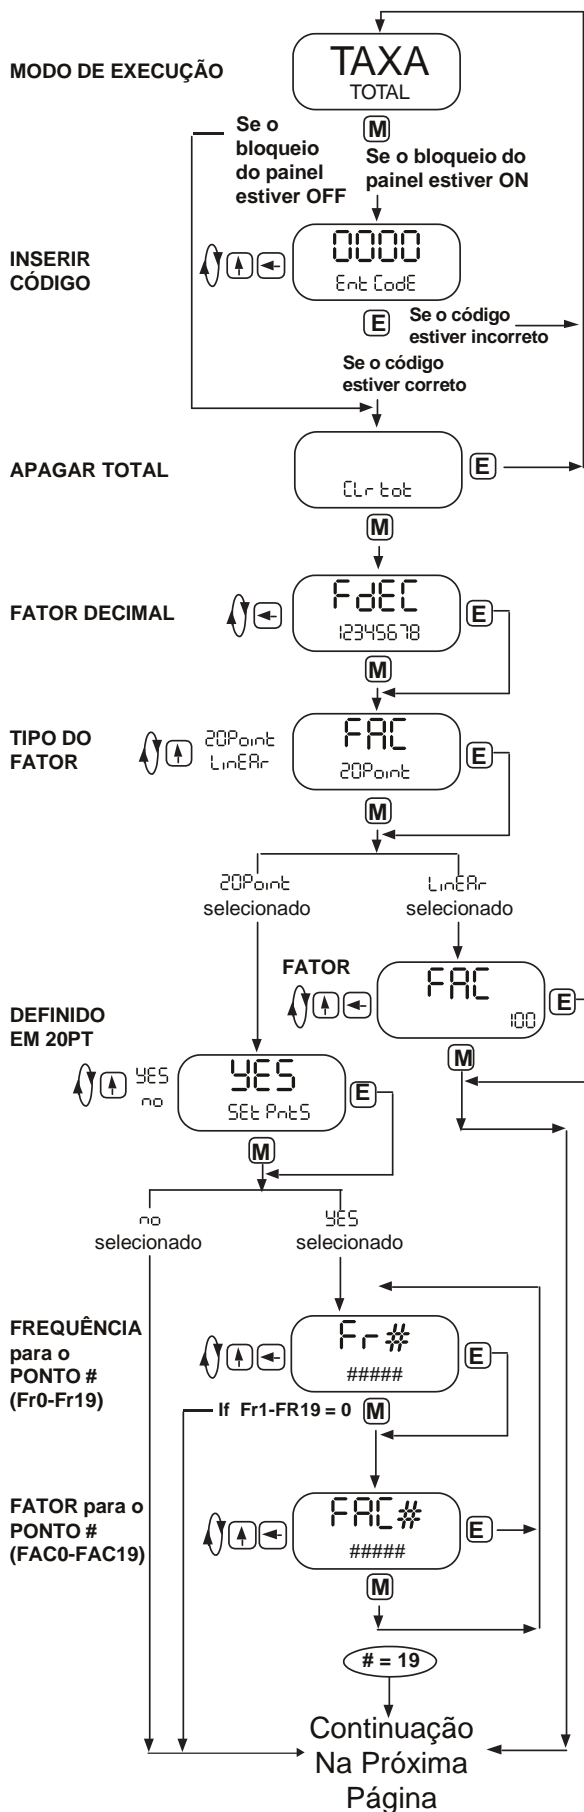 MODO DE EXECUÇÃO
TAXA
TOTAL
M
Se o
bloqueio
do painel
estiver OFF
Se o bloqueio do
painel estiver ON
INSERIR
CÓDIGO
0000
Ent CodE
E
Se o código
estiver incorreto
Se o código
estiver correto
APAGAR TOTAL
CLr tot
E
M
FATOR DECIMAL
FdEC
12345678
E
M
TIPO DO
FATOR
20Point
LinEAr
FAC
20Point
E
M
20Point
selecionado
LinEAr
selecionado
FATOR
FAC
100
E
M
DEFINIDO
EM 20PT
YES
no
YES
SEt PntS
E
M
no
selecionado
YES
selecionado
FREQUÊNCIA
para o
PONTO #
(Fr0-Fr19)
Fr#
#####
E
If Fr1-FR19 = 0
M
FATOR para o
PONTO #
(FAC0-FAC19)
FAC#
#####
E
M
# = 19
Continuação
Na Próxima
Página